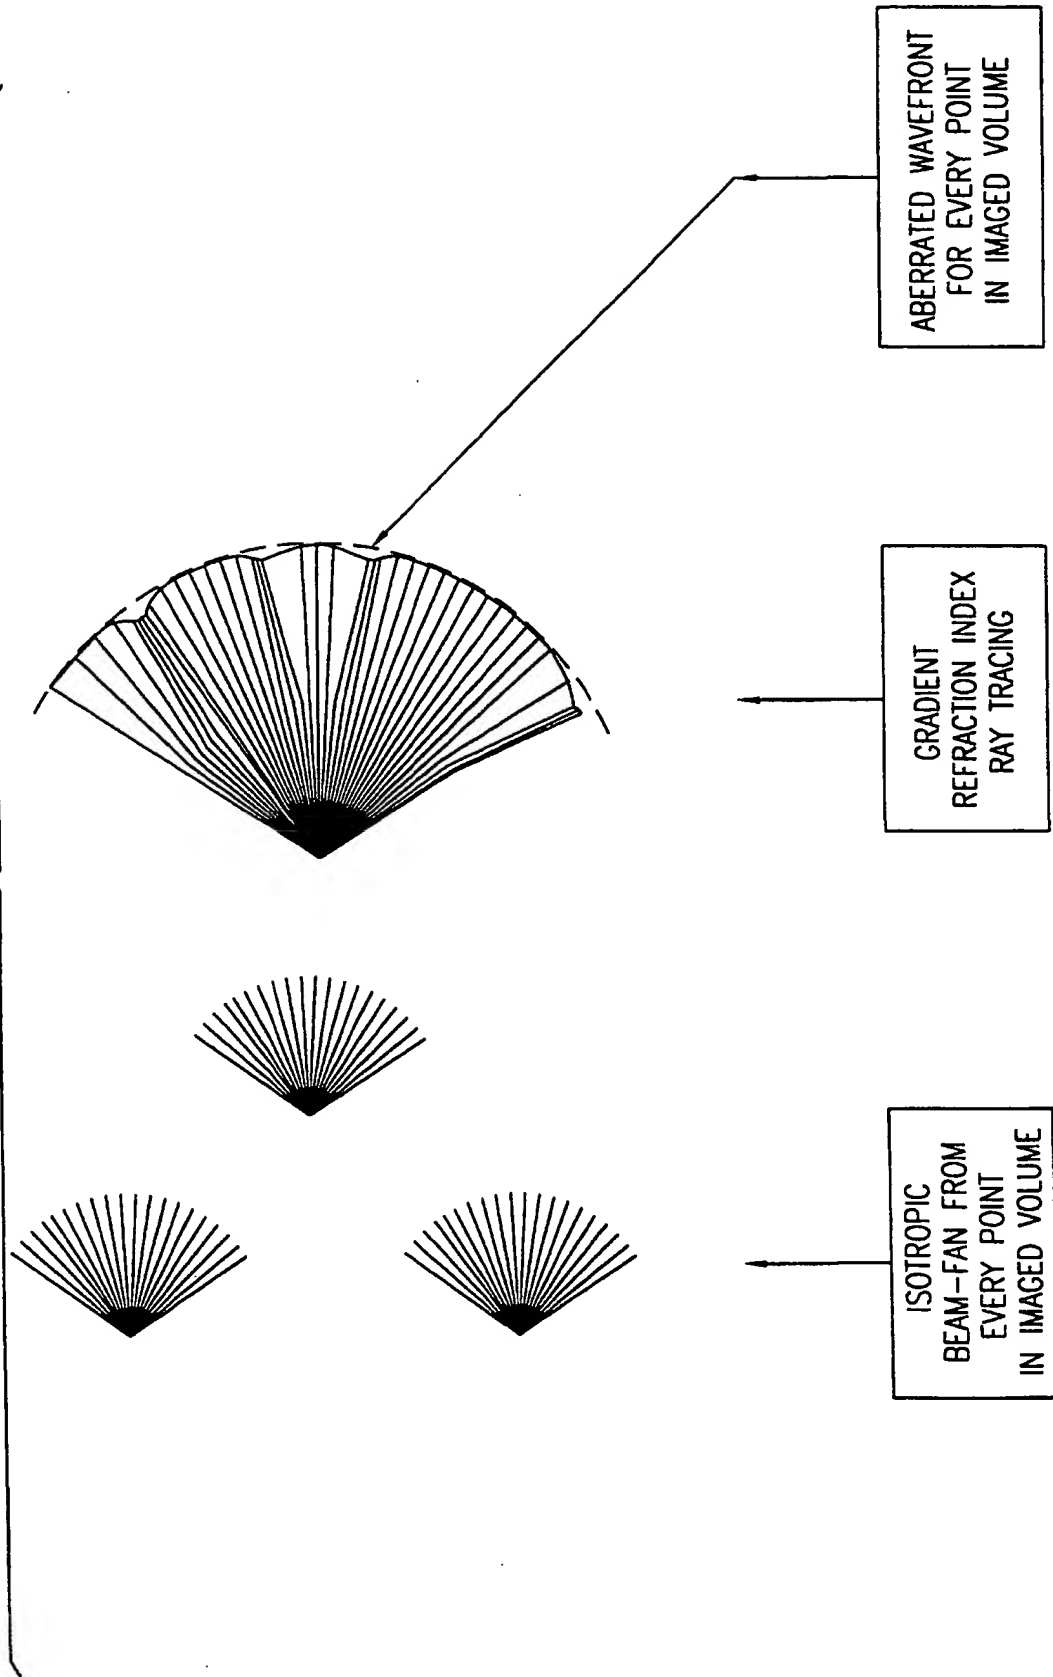 ISOTROPIC
BEAM-FAN FROM
EVERY POINT
IN IMAGED VOLUME
GRADIENT
REFRACTION INDEX
RAY TRACING
ABERRATED WAVEFRONT
FOR EVERY POINT
IN IMAGED VOLUME